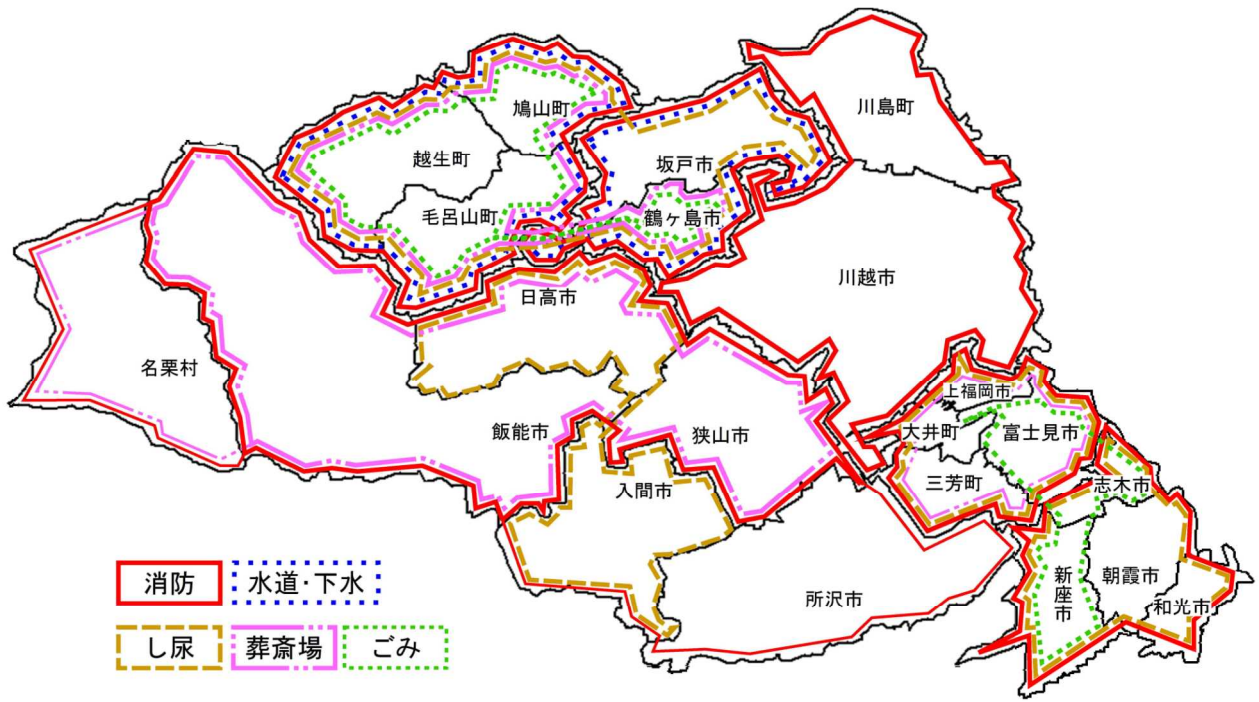 鳩山町
川島町
越生町
坂戸市
毛呂山町
鶴ヶ島市
川越市
日高市
名栗村
上福岡市
飯能市
狭山市
大井町
富士見市
三芳町
志木市
入間市
新座市
朝霞市
和光市
所沢市
消防
水道・下水
し尿
葬斎場
ごみ